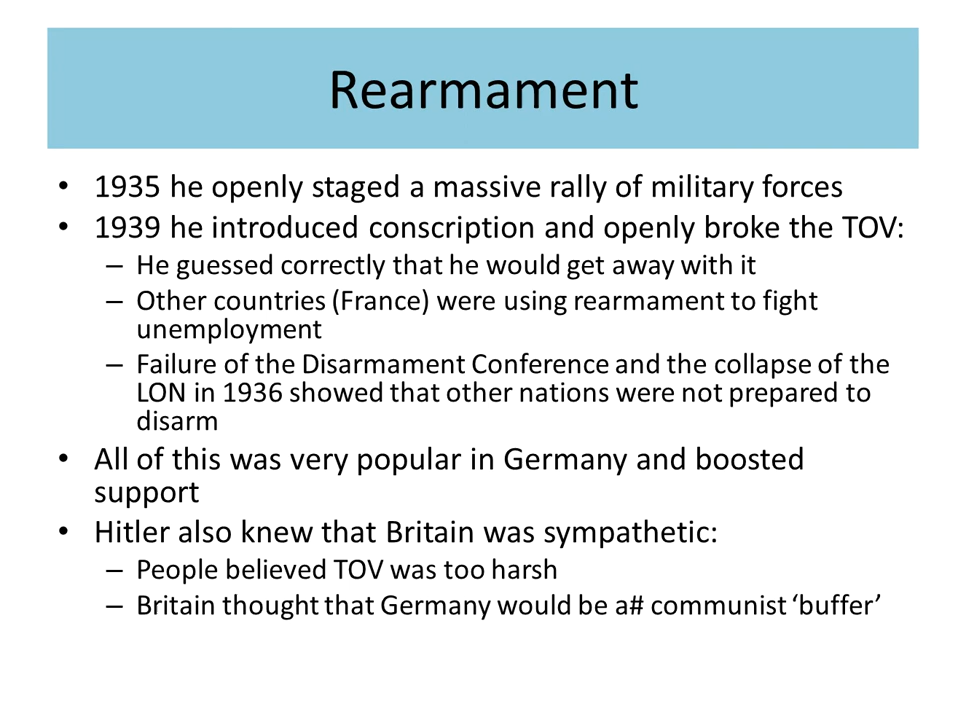 Rearmament
• 1935 he openly staged a massive rally of military forces
• 1939 he introduced conscription and openly broke the TOV:
– He guessed correctly that he would get away with it
– Other countries (France) were using rearmament to fight
unemployment
– Failure of the Disarmament Conference and the collapse of the
LON in 1936 showed that other nations were not prepared to
disarm
• All of this was very popular in Germany and boosted
support
• Hitler also knew that Britain was sympathetic:
– People believed TOV was too harsh
– Britain thought that Germany would be a# communist ‘buffer’